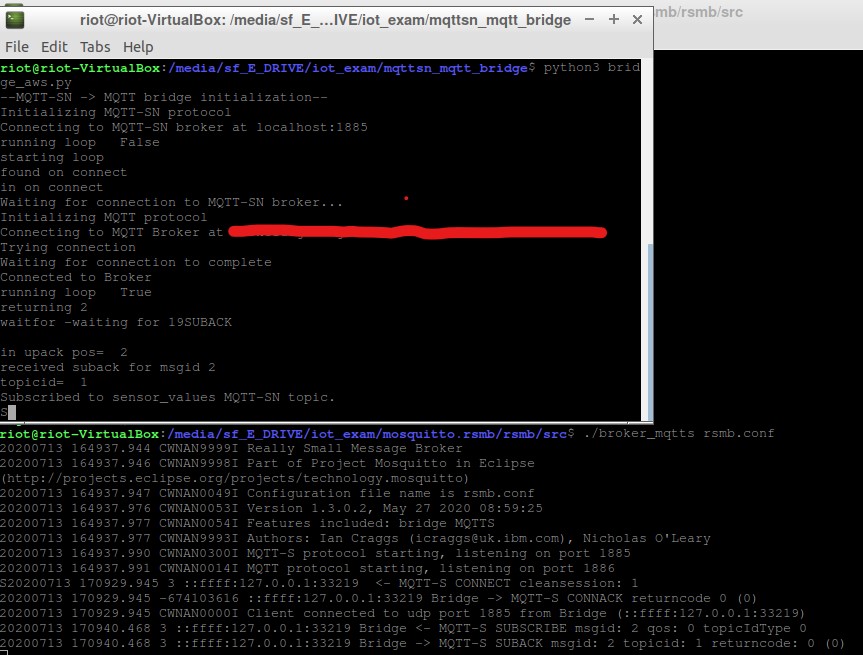 riot@riot-VirtualBox: /media/sf_E_...IVE/iot_exam/mqttsn_mqtt_bridge
mb/rsmb/src
File Edit Tabs Help
riot@riot-VirtualBox:/media/sf_E_DRIVE/iot_exam/mqttsn_mqtt_bridge$ python3 brid
ge_aws.py
--MQTT-SN -> MQTT bridge initialization--
Initializing MQTT-SN protocol
Connecting to MQTT-SN broker at localhost:1885
running loop   False
starting loop
found on connect
in on connect
Waiting for connection to MQTT-SN broker...
Initializing MQTT protocol
Connecting to MQTT Broker at
Trying connection
Waiting for connection to complete
Connected to Broker
running loop   True
returning 2
waitfor -waiting for 19SUBACK
in upack pos=  2
received suback for msgid 2
topicid=  1
Subscribed to sensor_values MQTT-SN topic.
S
riot@riot-VirtualBox:/media/sf_E_DRIVE/iot_exam/mosquitto.rsmb/rsmb/src$ ./broker_mqtts rsmb.conf
20200713 164937.944 CWNAN9999I Really Small Message Broker
20200713 164937.946 CWNAN9998I Part of Project Mosquitto in Eclipse
(http://projects.eclipse.org/projects/technology.mosquitto)
20200713 164937.947 CWNAN0049I Configuration file name is rsmb.conf
20200713 164937.976 CWNAN0053I Version 1.3.0.2, May 27 2020 08:59:25
20200713 164937.977 CWNAN0054I Features included: bridge MQTTS
20200713 164937.977 CWNAN9993I Authors: Ian Craggs (icraggs@uk.ibm.com), Nicholas O'Leary
20200713 164937.990 CWNAN0300I MQTT-S protocol starting, listening on port 1885
20200713 164937.991 CWNAN0014I MQTT protocol starting, listening on port 1886
S20200713 170929.945 3 ::ffff:127.0.0.1:33219  <- MQTT-S CONNECT cleansession: 1
20200713 170929.945 -674103616 ::ffff:127.0.0.1:33219 Bridge -> MQTT-S CONNACK returncode 0 (0)
20200713 170929.945 CWNAN0000I Client connected to udp port 1885 from Bridge (::ffff:127.0.0.1:33219)
20200713 170940.468 3 ::ffff:127.0.0.1:33219 Bridge <- MQTT-S SUBSCRIBE msgid: 2 qos: 0 topicIdType 0
20200713 170940.468 3 ::ffff:127.0.0.1:33219 Bridge -> MQTT-S SUBACK msgid: 2 topicid: 1 returncode: 0 (0)